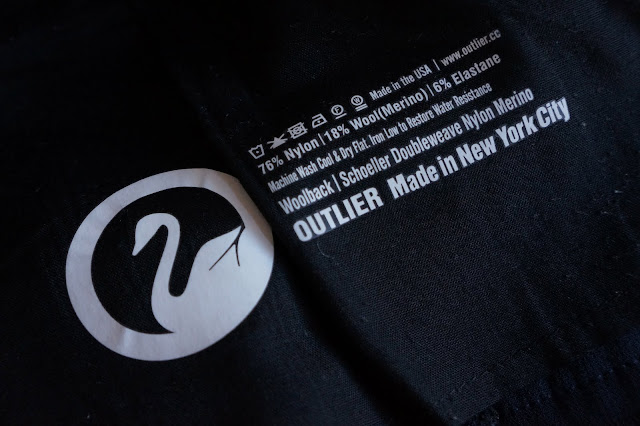 Made in the USA | www.outlier.cc
76% Nylon | 18% Wool (Merino) | 6% Elastane
Machine Wash Cool & Dry Flat. Iron Low to Restore Water Resistance
Woolback | Schoeller Doubleweave Nylon Merino
OUTLIER Made in New York City